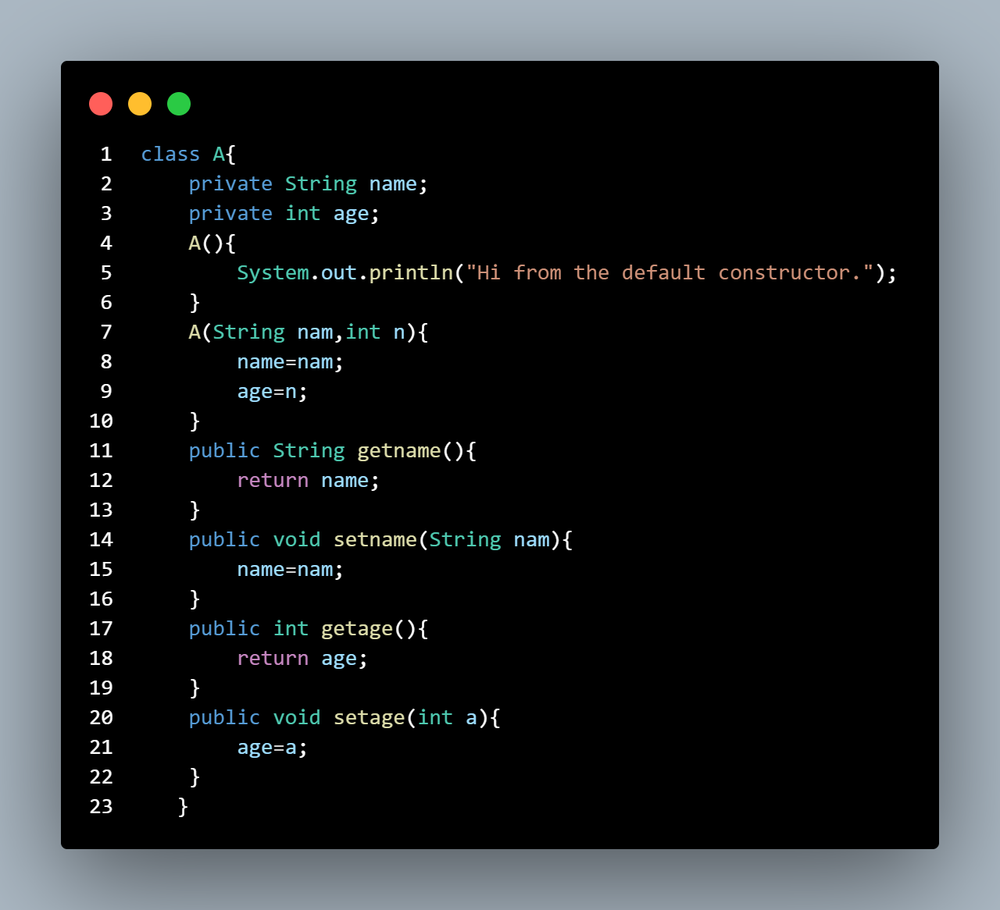 1 class A{
2     private String name;
3     private int age;
4     A(){
5         System.out.println("Hi from the default constructor.");
6     }
7     A(String nam,int n){
8         name=nam;
9         age=n;
10     }
11     public String getname(){
12         return name;
13     }
14     public void setname(String nam){
15         name=nam;
16     }
17     public int getage(){
18         return age;
19     }
20     public void setage(int a){
21         age=a;
22     }
23    }